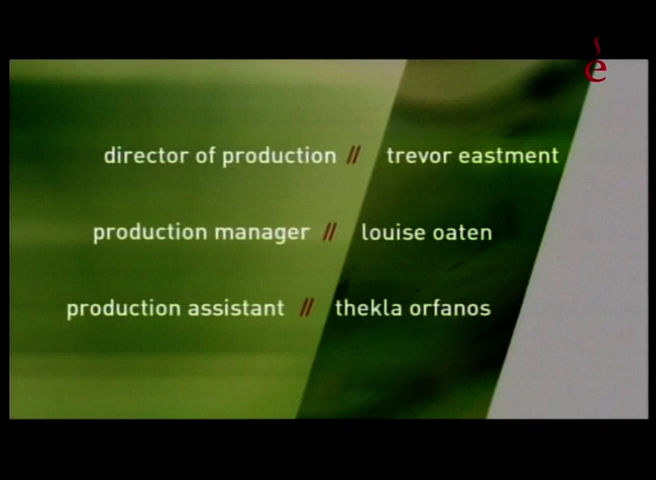 é
director of production // trevor eastment
production manager // louise oaten
production assistant // thekla orfanos